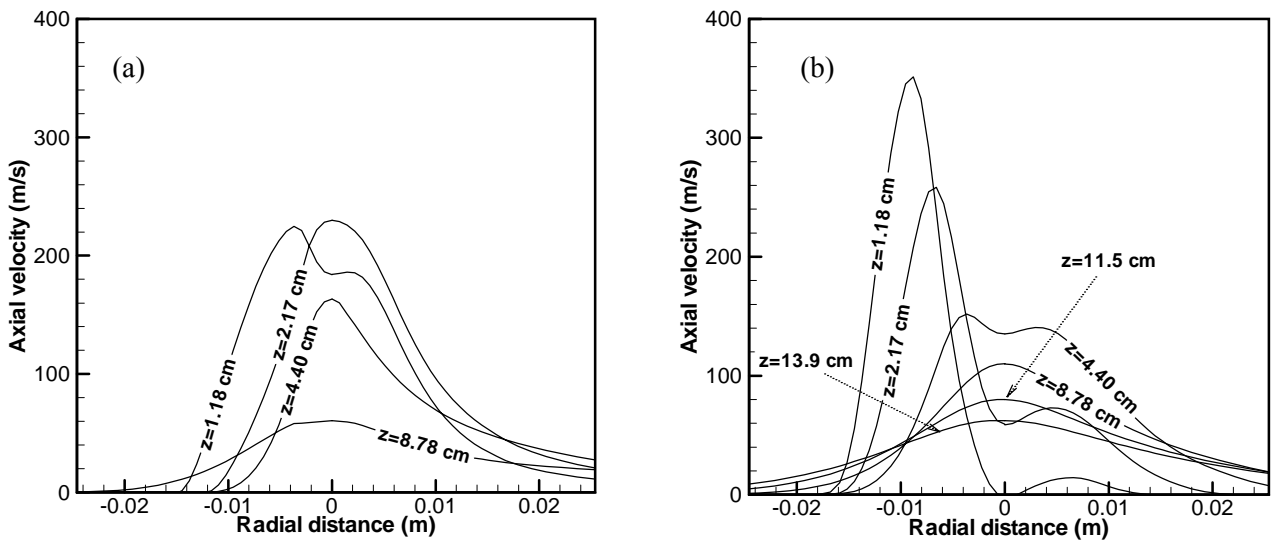 (a)
Axial velocity (m/s)
400
300
200
100
0
z=1.18 cm
z=2.17 cm
z=4.40 cm
z=8.78 cm
-0.02 -0.01 0 0.01 0.02
Radial distance (m)
(b)
Axial velocity (m/s)
400
300
200
100
0
z=1.18 cm
z=2.17 cm
z=11.5 cm
z=13.9 cm
z=4.40 cm
z=8.78 cm
-0.02 -0.01 0 0.01 0.02
Radial distance (m)